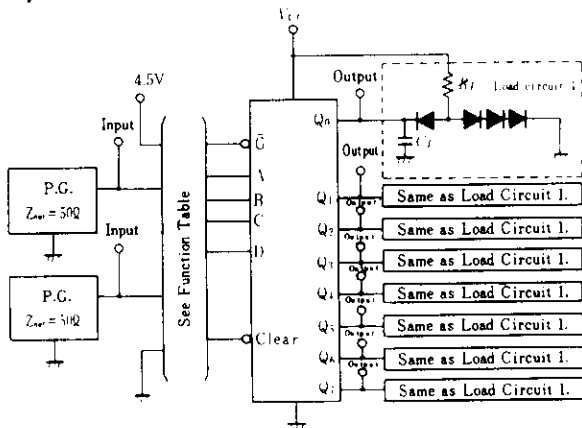 Vcc
4.5V
Output
RL
Load circuit 1
Input
Q0
CL
G̅
Output
P.G.
Zout = 50Ω
A
B
C
D
Q1
Same as Load Circuit 1.
Output
Q2
Same as Load Circuit 1.
Output
Input
See Function Table
Q3
Same as Load Circuit 1.
Output
P.G.
Zout = 50Ω
Q4
Same as Load Circuit 1.
Output
Q5
Same as Load Circuit 1.
Output
Clear
Q6
Same as Load Circuit 1.
Output
Q7
Same as Load Circuit 1.